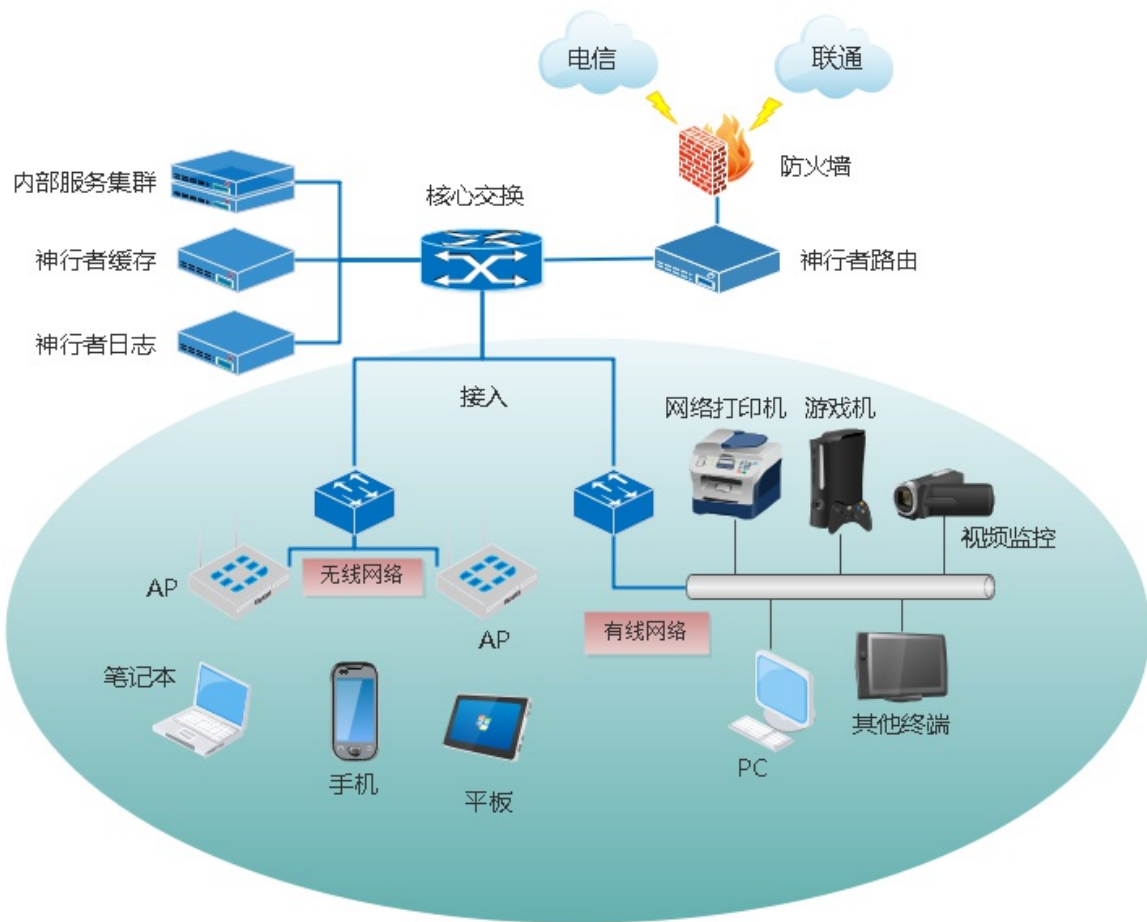 电信
联通
防火墙
内部服务集群
核心交换
神行者缓存
神行者路由
神行者日志
接入
网络打印机
游戏机
视频监控
AP
无线网络
AP
有线网络
笔记本
手机
平板
PC
其他终端